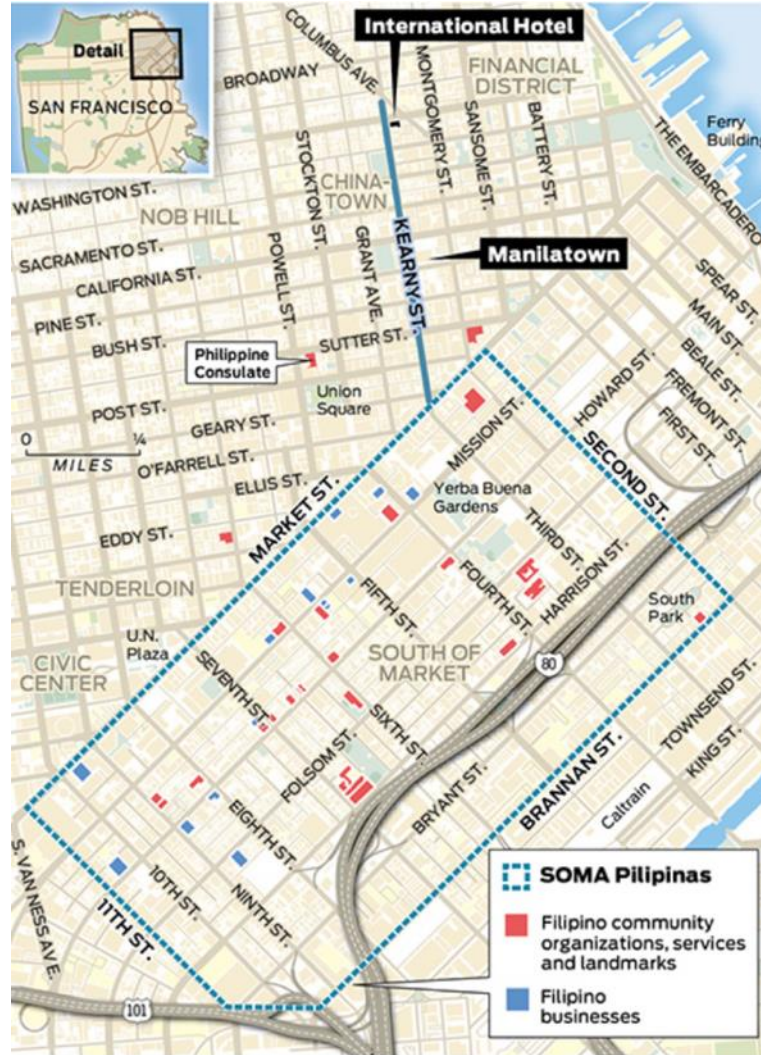 Detail
SAN FRANCISCO
COLUMBUS AVE.
International Hotel
BROADWAY
MONTGOMERY ST.
FINANCIAL
DISTRICT
SANSOME ST.
BATTERY ST.
Ferry
Building
THE EMBARCADERO
STOCKTON ST.
CHINA-
TOWN
WASHINGTON ST.
NOB HILL
SACRAMENTO ST.
CALIFORNIA ST.
POWELL ST.
GRANT AVE.
KEARNY ST.
Manilatown
PINE ST.
BUSH ST.
SUTTER ST.
Philippine
Consulate
Union
Square
SPEAR ST.
MAIN ST.
BEALE ST.
FREMONT ST.
FIRST ST.
HOWARD ST.
POST ST.
GEARY ST.
0 ¼
MILES
O'FARRELL ST.
ELLIS ST.
MISSION ST.
SECOND ST.
MARKET ST.
Yerba Buena
Gardens
EDDY ST.
THIRD ST.
HARRISON ST.
TENDERLOIN
FIFTH ST.
FOURTH ST.
South
Park
U.N.
Plaza
CIVIC
CENTER
SOUTH OF
MARKET
80
SEVENTH ST.
SIXTH ST.
FOLSOM ST.
TOWNSEND ST.
KING ST.
BRYANT ST.
BRANNAN ST.
Caltrain
EIGHTH ST.
S. VAN NESS AVE.
10TH ST.
NINTH ST.
11TH ST.
101
SOMA Pilipinas
Filipino community
organizations, services
and landmarks
Filipino
businesses